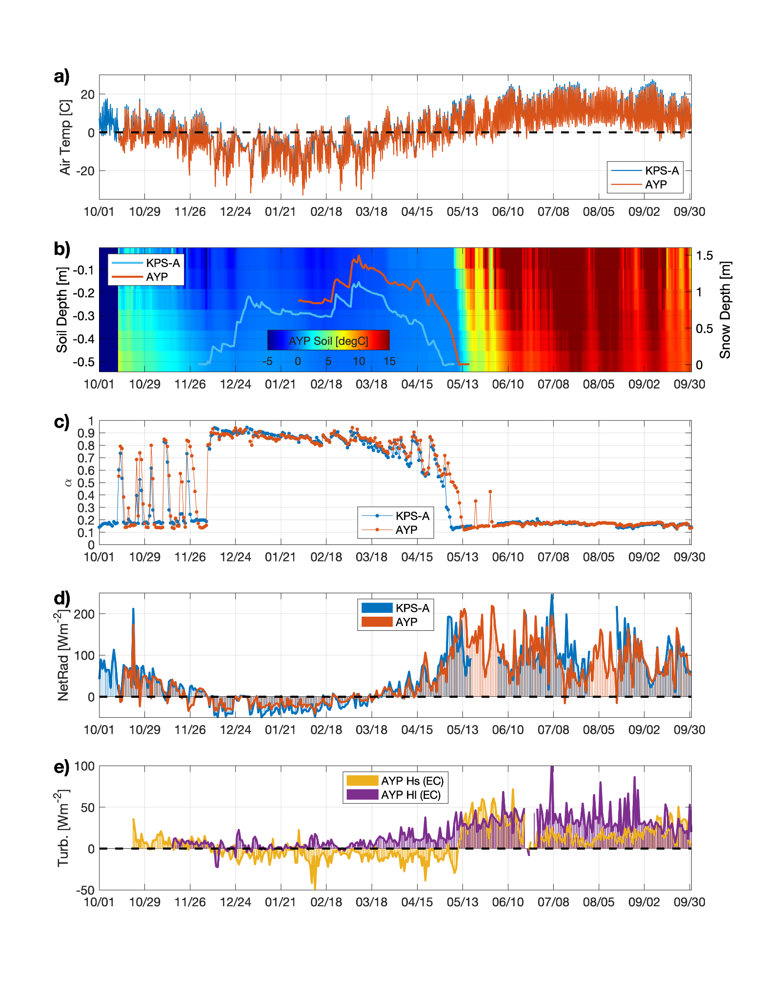 a)
Air Temp [C]
20
0
-20
KPS-A
AYP
10/01 10/29 11/26 12/24 01/21 02/18 03/18 04/15 05/13 06/10 07/08 08/05 09/02 09/30
b)
Soil Depth [m]
-0.1
-0.2
-0.3
-0.4
-0.5
KPS-A
AYP
AYP Soil [degC]
-5 0 5 10 15
1.5
1
0.5
0
Snow Depth [m]
10/01 10/29 11/26 12/24 01/21 02/18 03/18 04/15 05/13 06/10 07/08 08/05 09/02 09/30
c)
α
1
0.9
0.8
0.7
0.6
0.5
0.4
0.3
0.2
0.1
0
KPS-A
AYP
10/01 10/29 11/26 12/24 01/21 02/18 03/18 04/15 05/13 06/10 07/08 08/05 09/02 09/30
d)
NetRad [Wm⁻²]
200
100
0
KPS-A
AYP
10/01 10/29 11/26 12/24 01/21 02/18 03/18 04/15 05/13 06/10 07/08 08/05 09/02 09/30
e)
Turb. [Wm⁻²]
100
50
0
-50
AYP Hs (EC)
AYP Hl (EC)
10/01 10/29 11/26 12/24 01/21 02/18 03/18 04/15 05/13 06/10 07/08 08/05 09/02 09/30